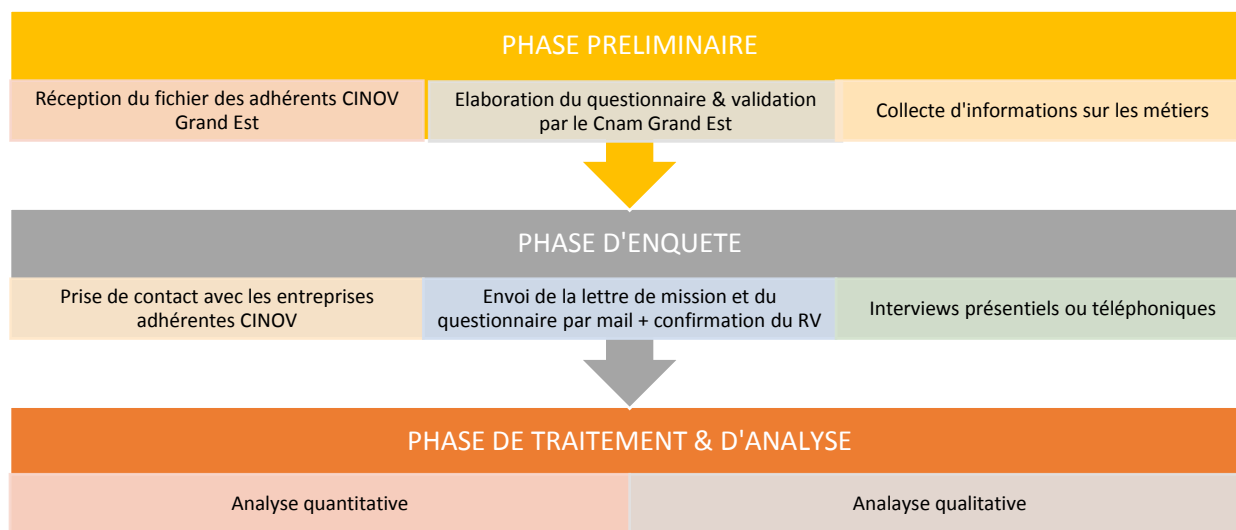 PHASE PRELIMINAIRE
Réception du fichier des adhérents CINOV
Grand Est
Elaboration du questionnaire & validation
par le Cnam Grand Est
Collecte d'informations sur les métiers
PHASE D'ENQUETE
Prise de contact avec les entreprises
adhérentes CINOV
Envoi de la lettre de mission et du
questionnaire par mail + confirmation du RV
Interviews présentiels ou téléphoniques
PHASE DE TRAITEMENT & D'ANALYSE
Analyse quantitative
Analayse qualitative